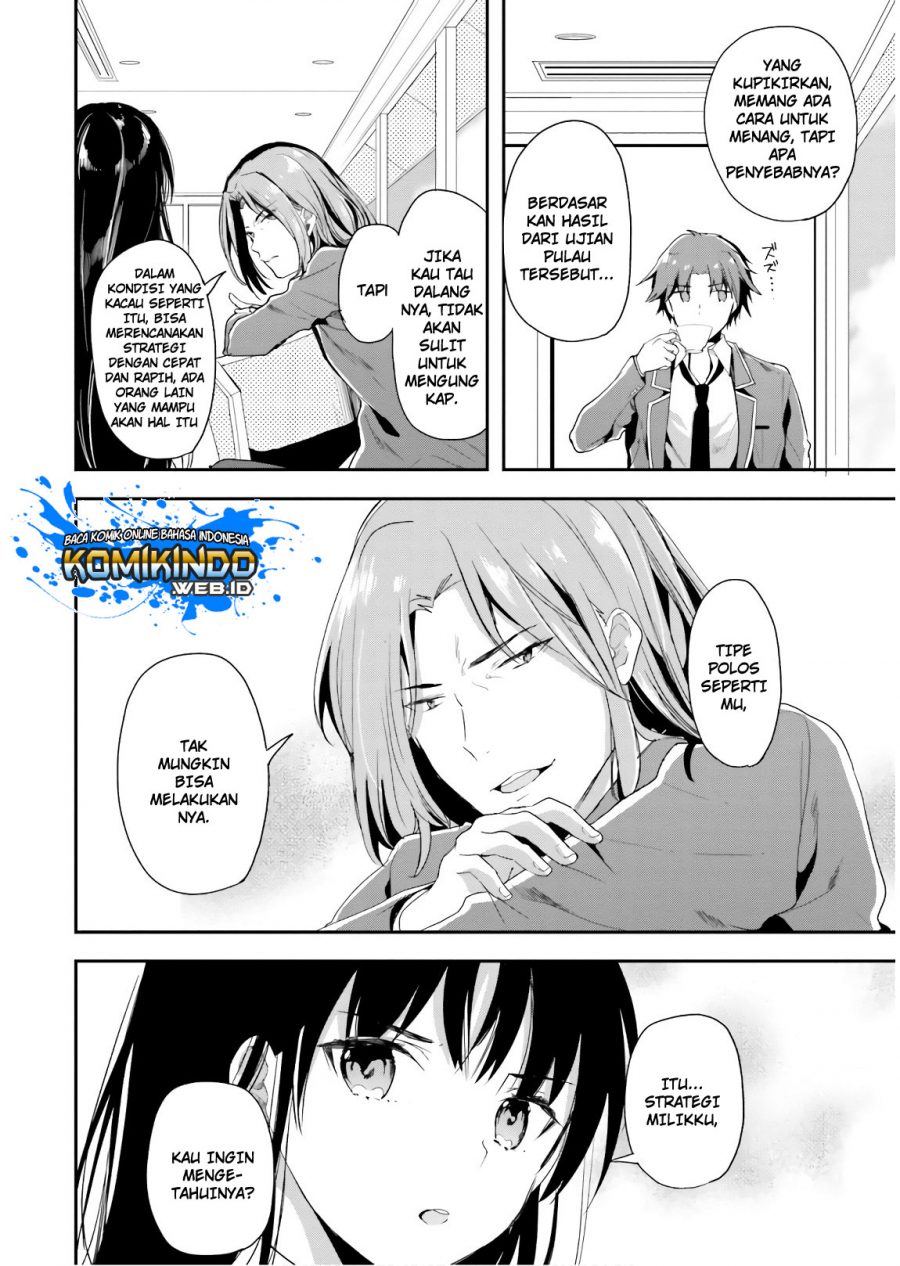 YANG
KUPIKIRKAN,
MEMANG ADA
CARA UNTUK
MENANG, TAPI
APA
PENYEBABNYA?
BERDASAR
KAN HASIL
DARI UJIAN
PULAU
TERSEBUT...
ズズ...
JIKA
KAU TAU
DALANG
NYA, TIDAK
AKAN
SULIT
UNTUK
MENGUNG
KAP.
TAPI
DALAM
KONDISI YANG
KACAU SEPERTI
ITU, BISA
MERENCANAKAN
STRATEGI
DENGAN CEPAT
DAN RAPIH, ADA
ORANG LAIN
YANG MAMPU
AKAN HAL ITU
BACA KOMIK ONLINE BAHASA INDONESIA
KOMIKINDO
WEB.ID
TIPE
POLOS
SEPERTI
MU,
TAK
MUNGKIN
BISA
MELAKUKAN
NYA.
ITU...
STRATEGI
MILIKKU,
KAU INGIN
MENGE-
TAHUINYA?